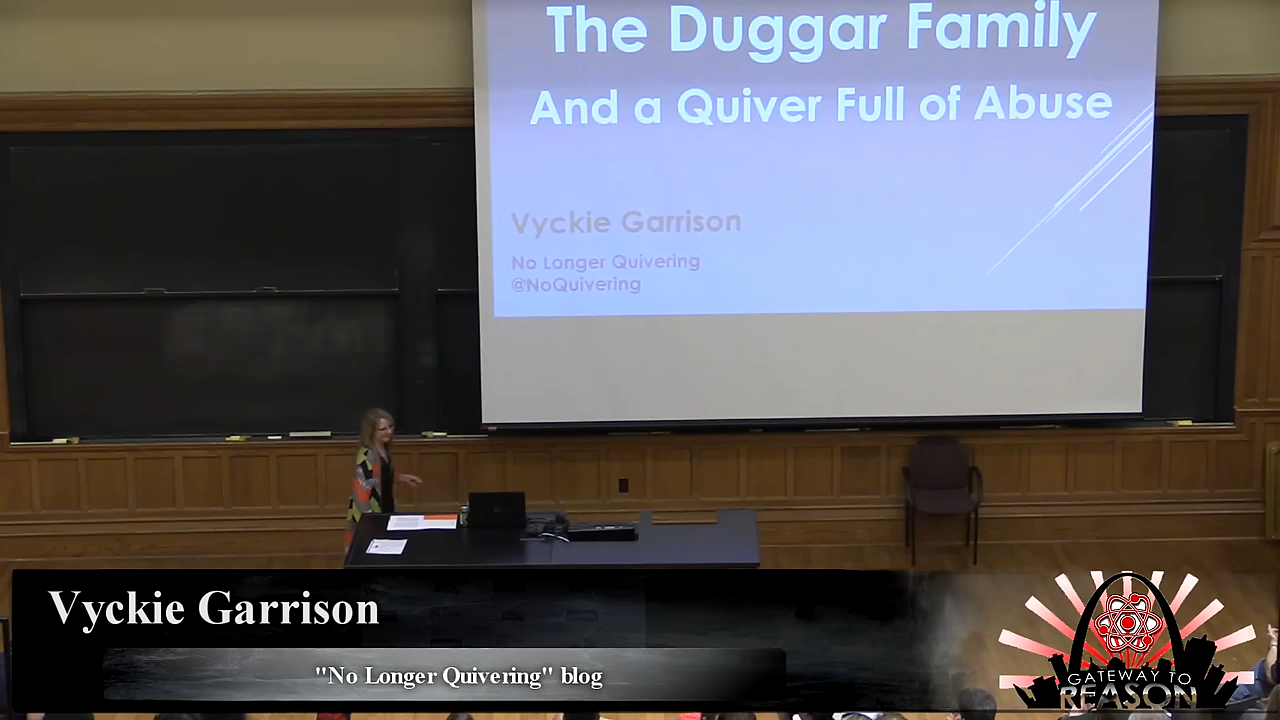 The Duggar Family
And a Quiver Full of Abuse
Vyckie Garrison
No Longer Quivering
@NoQuivering
Vyckie Garrison
"No Longer Quivering" blog
GATEWAY TO
REASON